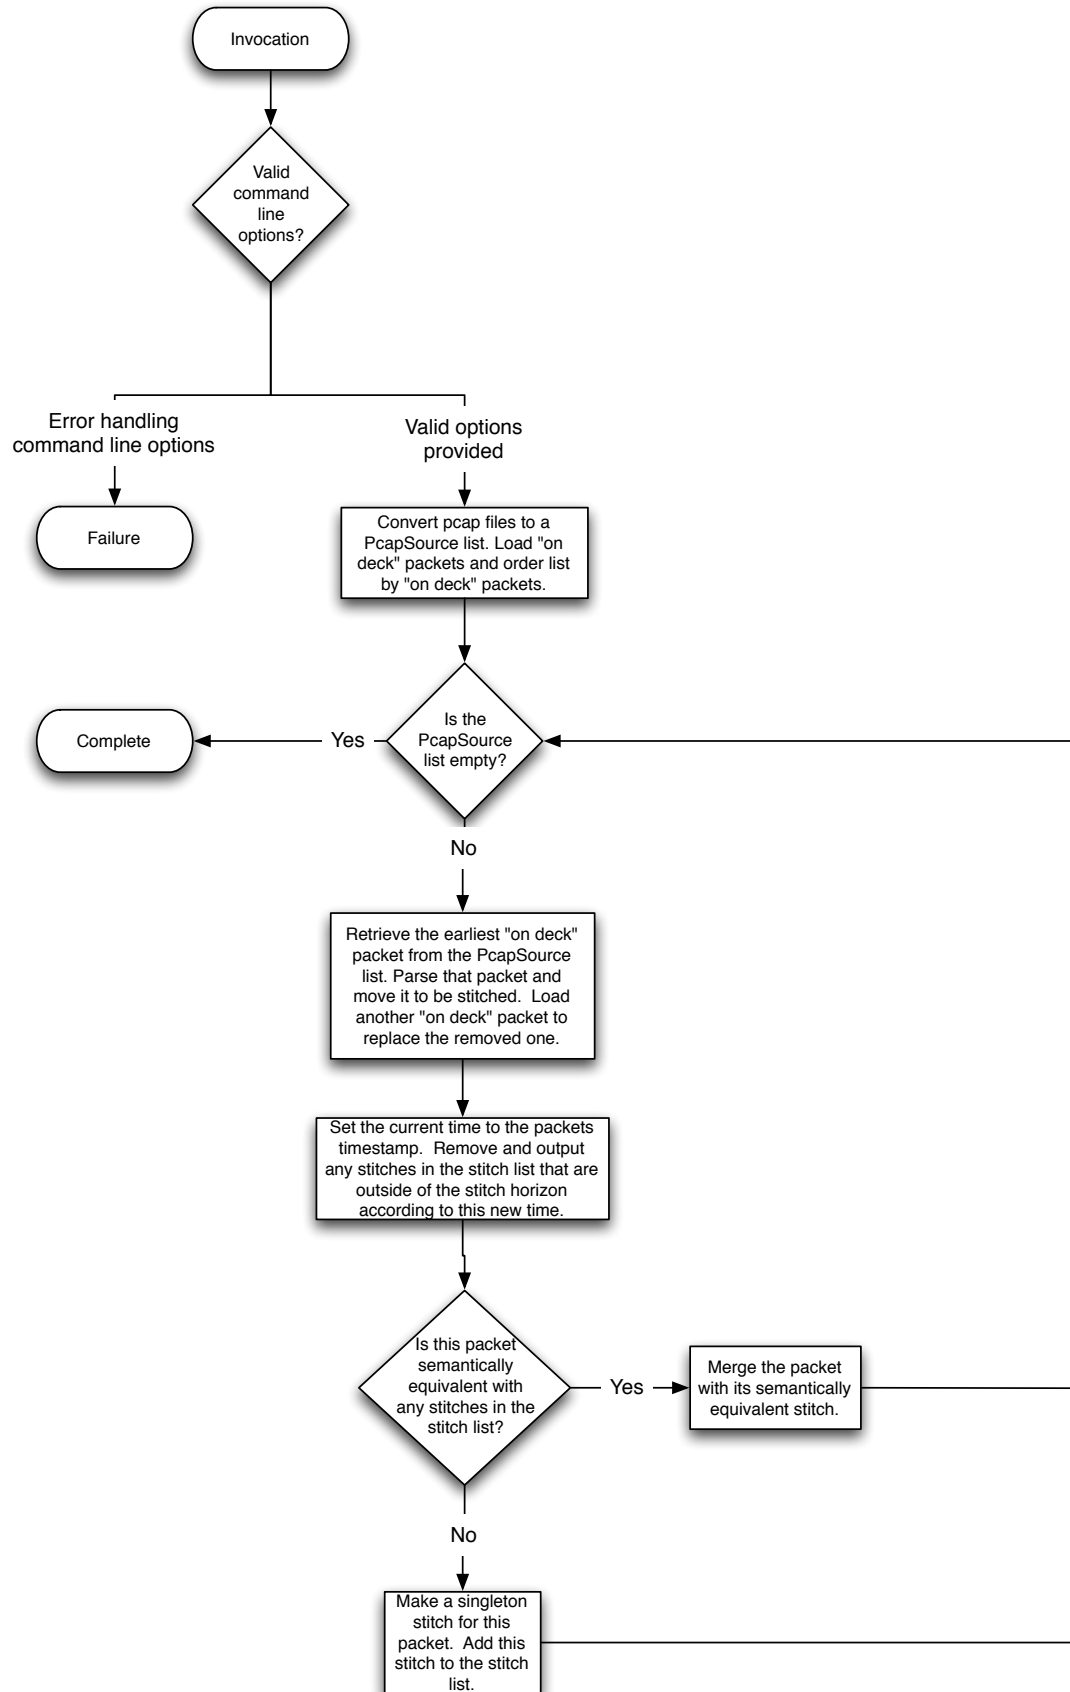 Invocation
Valid
command
line
options?
Error handling
command line options
Valid options
provided
Failure
Convert pcap files to a
PcapSource list. Load "on
deck" packets and order list
by "on deck" packets.
Complete
Yes
Is the
PcapSource
list empty?
No
Retrieve the earliest "on deck"
packet from the PcapSource
list. Parse that packet and
move it to be stitched.  Load
another "on deck" packet to
replace the removed one.
Set the current time to the packets
timestamp.  Remove and output
any stitches in the stitch list that are
outside of the stitch horizon
according to this new time.
Is this packet
semantically
equivalent with
any stitches in the
stitch list?
Yes
Merge the packet
with its semantically
equivalent stitch.
No
Make a singleton
stitch for this
packet.  Add this
stitch to the stitch
list.